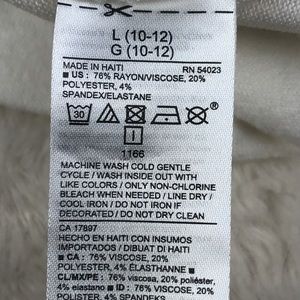 L (10-12)
G (10-12)
MADE IN HAITI RN 54023
■ US : 76% RAYON/VISCOSE, 20%
POLYESTER, 4%
SPANDEX/ELASTANE
30
I
1166
MACHINE WASH COLD GENTLE
CYCLE / WASH INSIDE OUT WITH
LIKE COLORS / ONLY NON-CHLORINE
BLEACH WHEN NEEDED / LINE DRY /
COOL IRON / DO NOT IRON IF
DECORATED / DO NOT DRY CLEAN
CA 17897
HECHO EN HAITI CON INSUMOS
IMPORTADOS / DIBUAT DI HAITI
■ CA : 76% VISCOSE, 20%
POLYESTER, 4% ÉLASTHANNE ■
CL/MX/PE : 76% viscosa, 20% poliéster,
4% elastano ■ ID : 76% VISCOSE, 20%
POLIESTER, 4% SPANDEKS